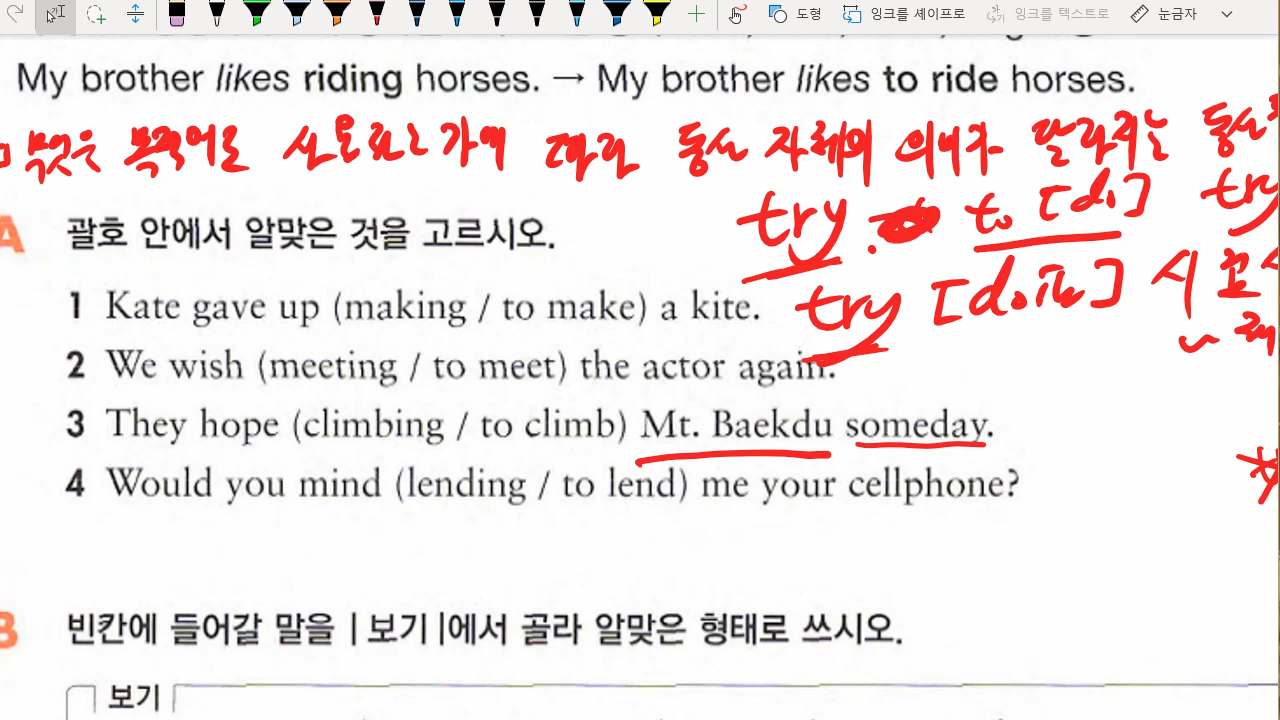 도형 잉크를 셰이프로 잉크를 텍스트로 눈금자
My brother likes riding horses. → My brother likes to ride horses.
무엇을 목적어로 사용하는가에 따라 동사 자체의 의미가 달라지는
try to [do] try
A 괄호 안에서 알맞은 것을 고르시오.
try [doing] 시
1 Kate gave up (making / to make) a kite.
2 We wish (meeting / to meet) the actor again.
3 They hope (climbing / to climb) Mt. Baekdu someday.
4 Would you mind (lending / to lend) me your cellphone?
B 빈칸에 들어갈 말을 | 보기 |에서 골라 알맞은 형태로 쓰시오.
보기